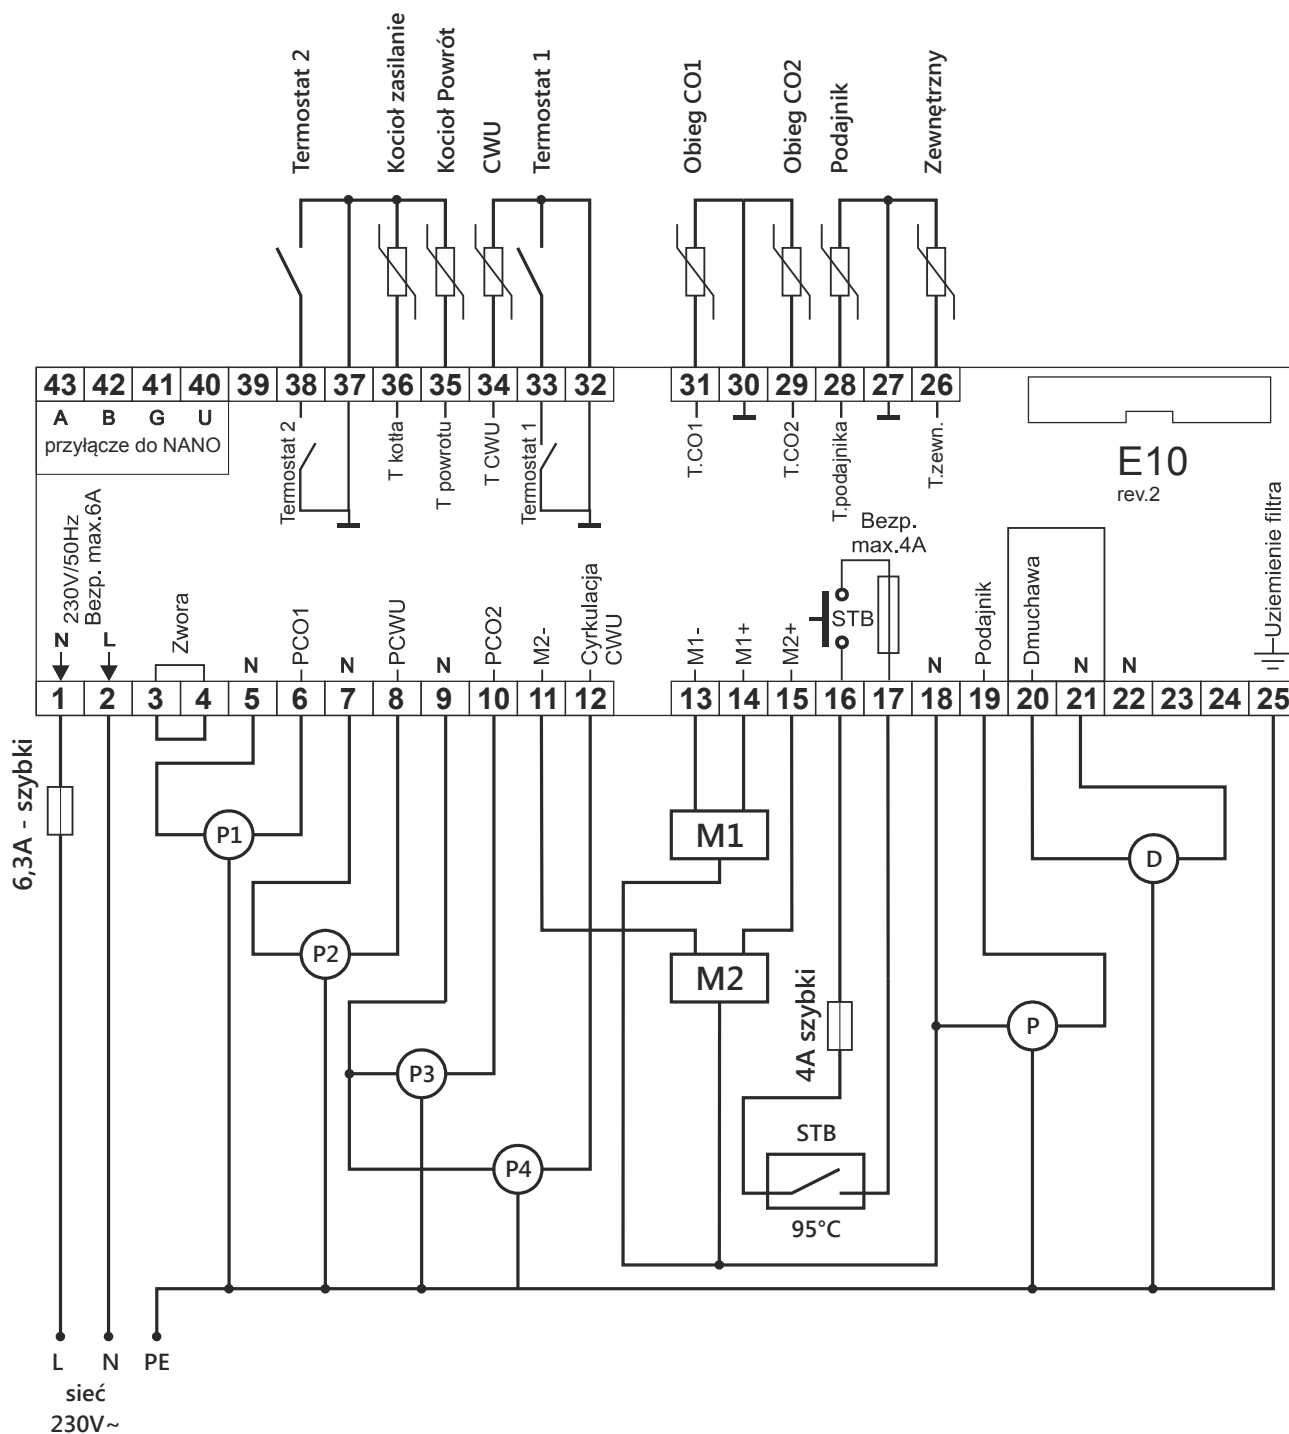 Termostat 2
Kocioł zasilanie
Kocioł Powrót
CWU
Termostat 1
Obieg CO1
Obieg CO2
Podajnik
Zewnętrzny
43 42 41 40 39 38 37 36 35 34 33 32
31 30 29 28 27 26
A B G U
przyłącze do NANO
Termostat 2
T kotła
T powrotu
T CWU
Termostat 1
T.CO1
T.CO2
T.podajnika
T.zewn.
E10
rev.2
230V/50Hz
Bezp. max.6A
N
L
Zwora
N
PCO1
N
PCWU
N
PCO2
M2-
Cyrkulacja
CWU
M1-
M1+
M2+
STB
Bezp.
max.4A
N
Podajnik
Dmuchawa
N
N
Uziemienie filtra
1 2 3 4 5 6 7 8 9 10 11 12
13 14 15 16 17 18 19 20 21 22 23 24 25
6,3A - szybki
P1
M1
D
P2
M2
4A szybki
P
P3
STB
P4
95°C
L N PE
sieć
230V~